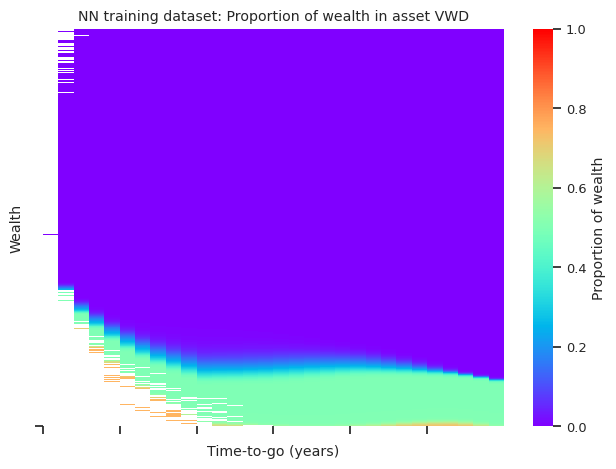 NN training dataset: Proportion of wealth in asset VWD
Wealth
Time-to-go (years)
1.0
0.8
0.6
0.4
0.2
0.0
Proportion of wealth